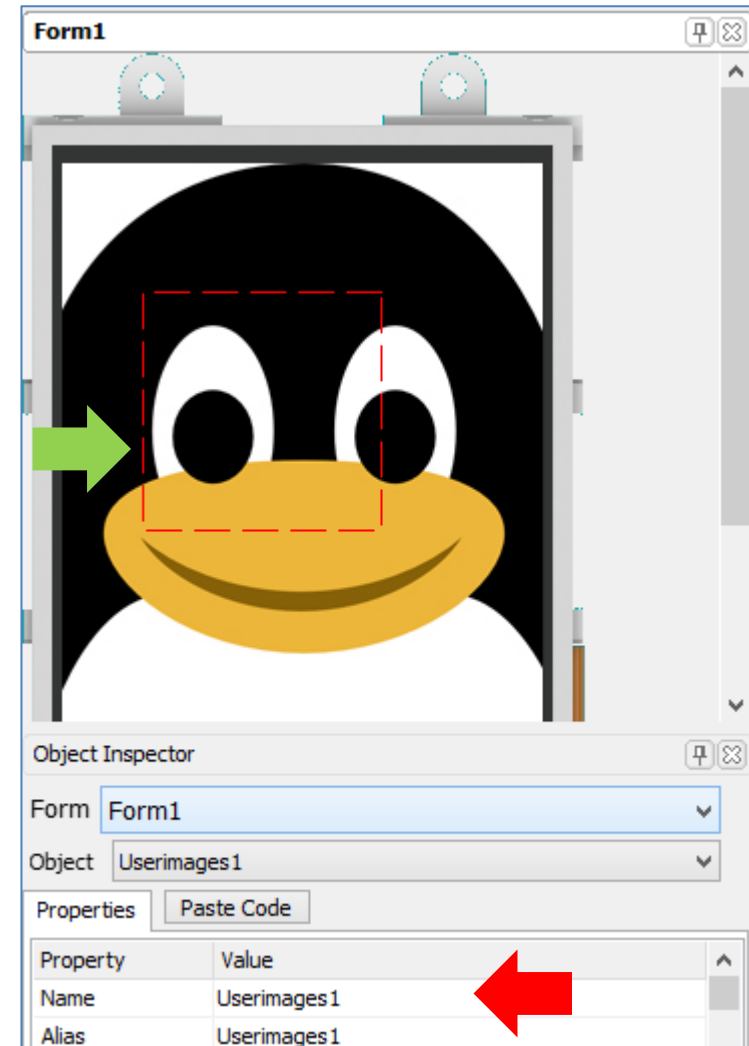 Form1
Object Inspector
Form Form1
Object Userimages1
Properties Paste Code
Property Value
Name Userimages1
Alias Userimages1